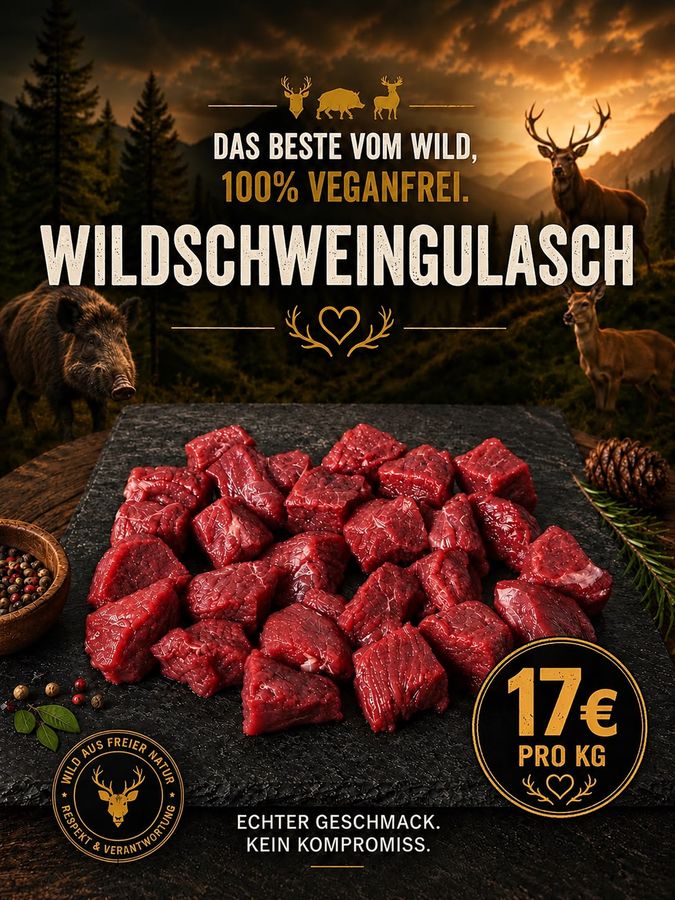 DAS BESTE VOM WILD,
100% VEGANFREI.
WILDSCHWEINGULASCH
17€
PRO KG
WILD AUS FREIER NATUR
RESPEKT & VERANTWORTUNG
ECHTER GESCHMACK.
KEIN KOMPROMISS.